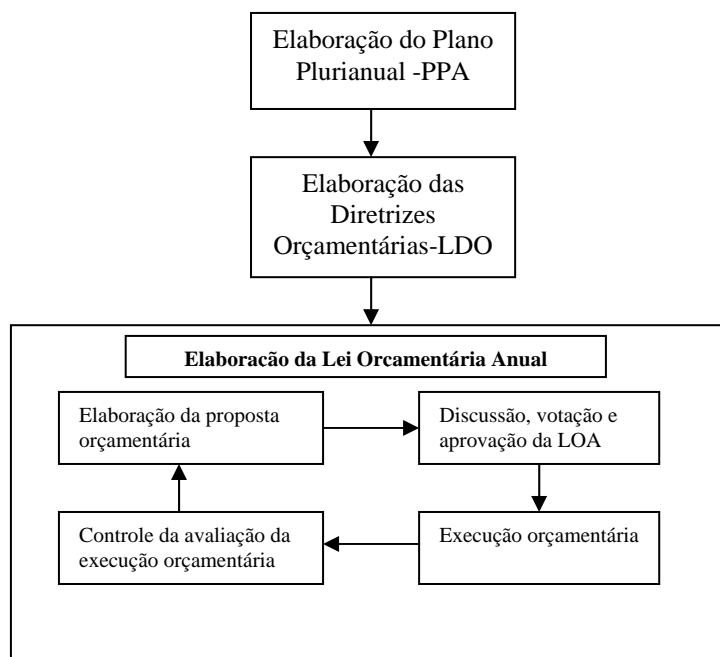 Elaboração do Plano
Plurianual -PPA
Elaboração das
Diretrizes
Orçamentárias-LDO
Elaboracão da Lei Orcamentária Anual
Elaboração da proposta
orçamentária
Discussão, votação e
aprovação da LOA
Controle da avaliação da
execução orçamentária
Execução orçamentária